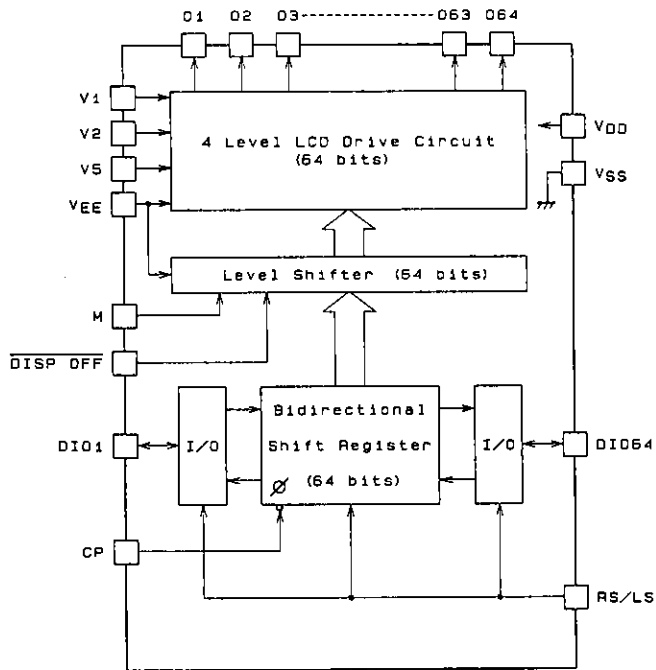 O1 O2 O3 O63 O64
V1
V2
V5
VEE
4 Level LCD Drive Circuit
(64 bits)
VDD
VSS
Level Shifter (64 bits)
M
DISP OFF
DIO1
I/O
Bidirectional
Shift Register
(64 bits)
Ø
I/O
DIO64
CP
RS/LS